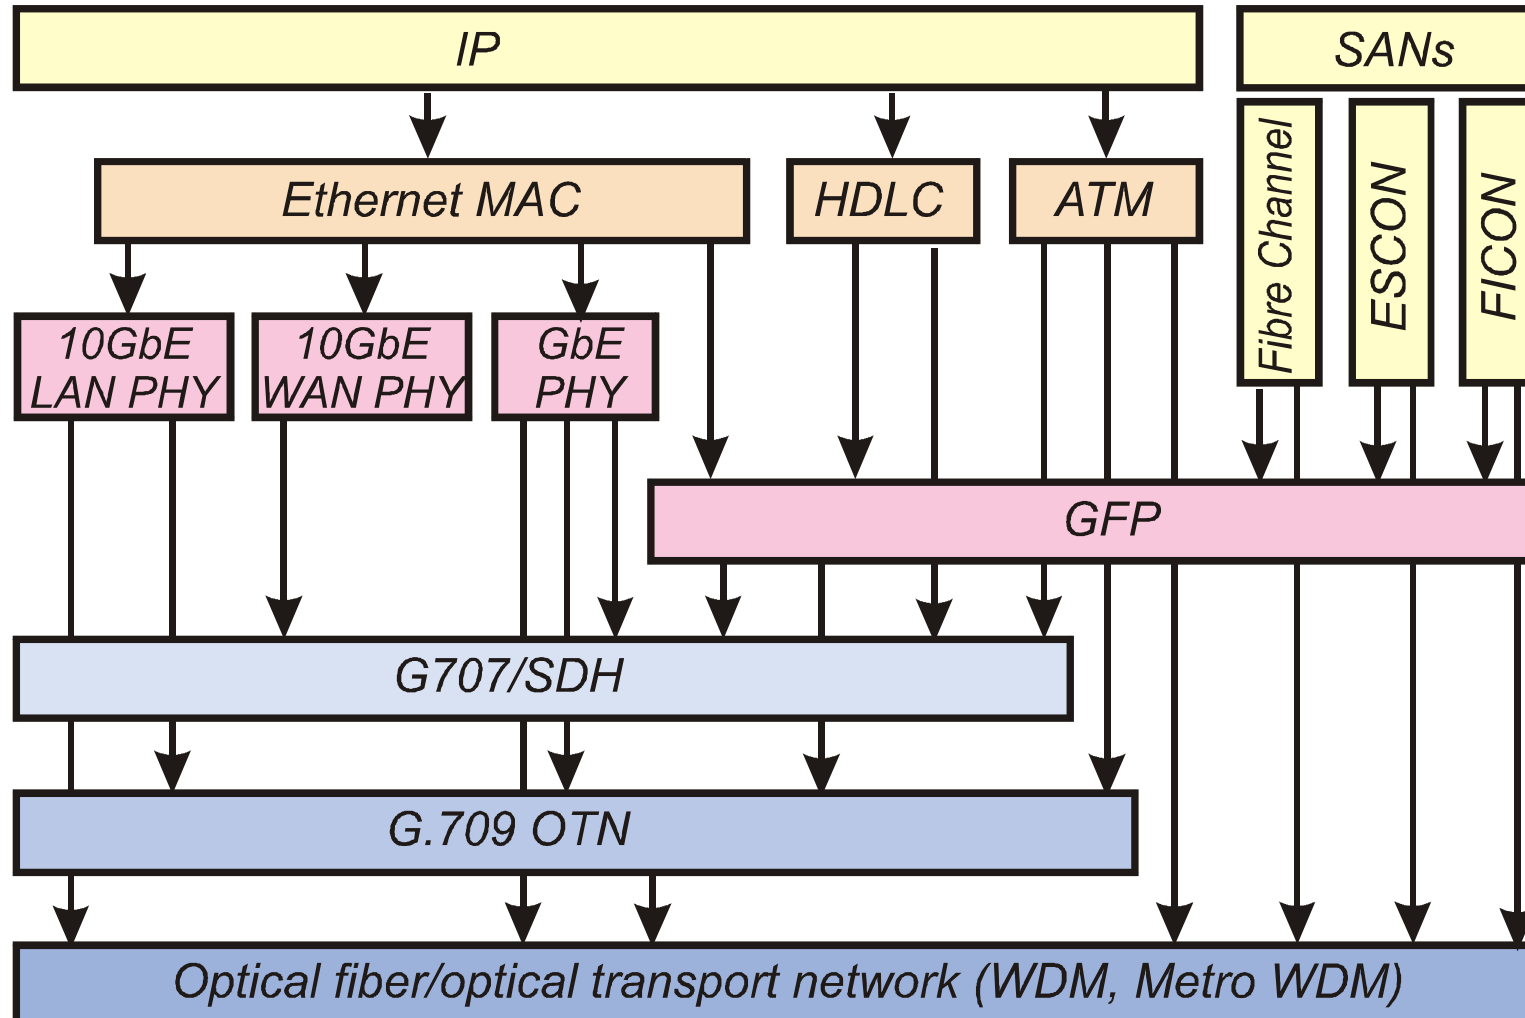 IP
SANs
Ethernet MAC
HDLC
ATM
Fibre Channel
ESCON
FICON
10GbE
LAN PHY
10GbE
WAN PHY
GbE
PHY
GFP
G707/SDH
G.709 OTN
Optical fiber/optical transport network (WDM, Metro WDM)